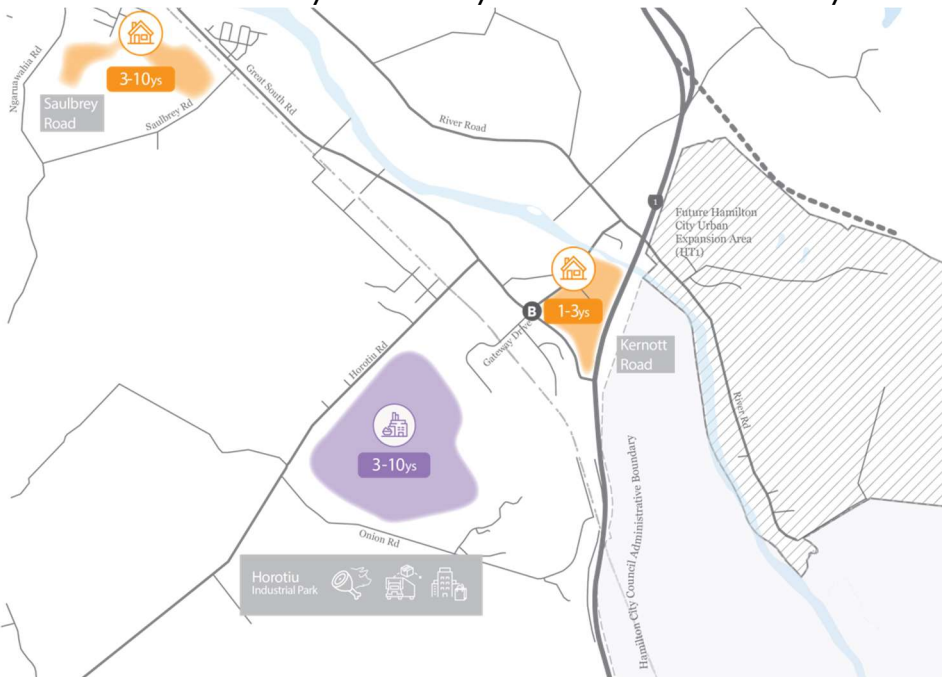 Ngaruawahia Rd
3-10ys
Saulbrey
Road
Saulbrey Rd
Great South Rd
River Road
1
Future Hamilton
City Urban
Expansion Area
(HT1)
B
1-3ys
Gateway Drive
Kernott
Road
Horotiu Rd
3-10ys
River Rd
Onion Rd
Horotiu
Industrial Park
Hamilton City Council Administrative Boundary